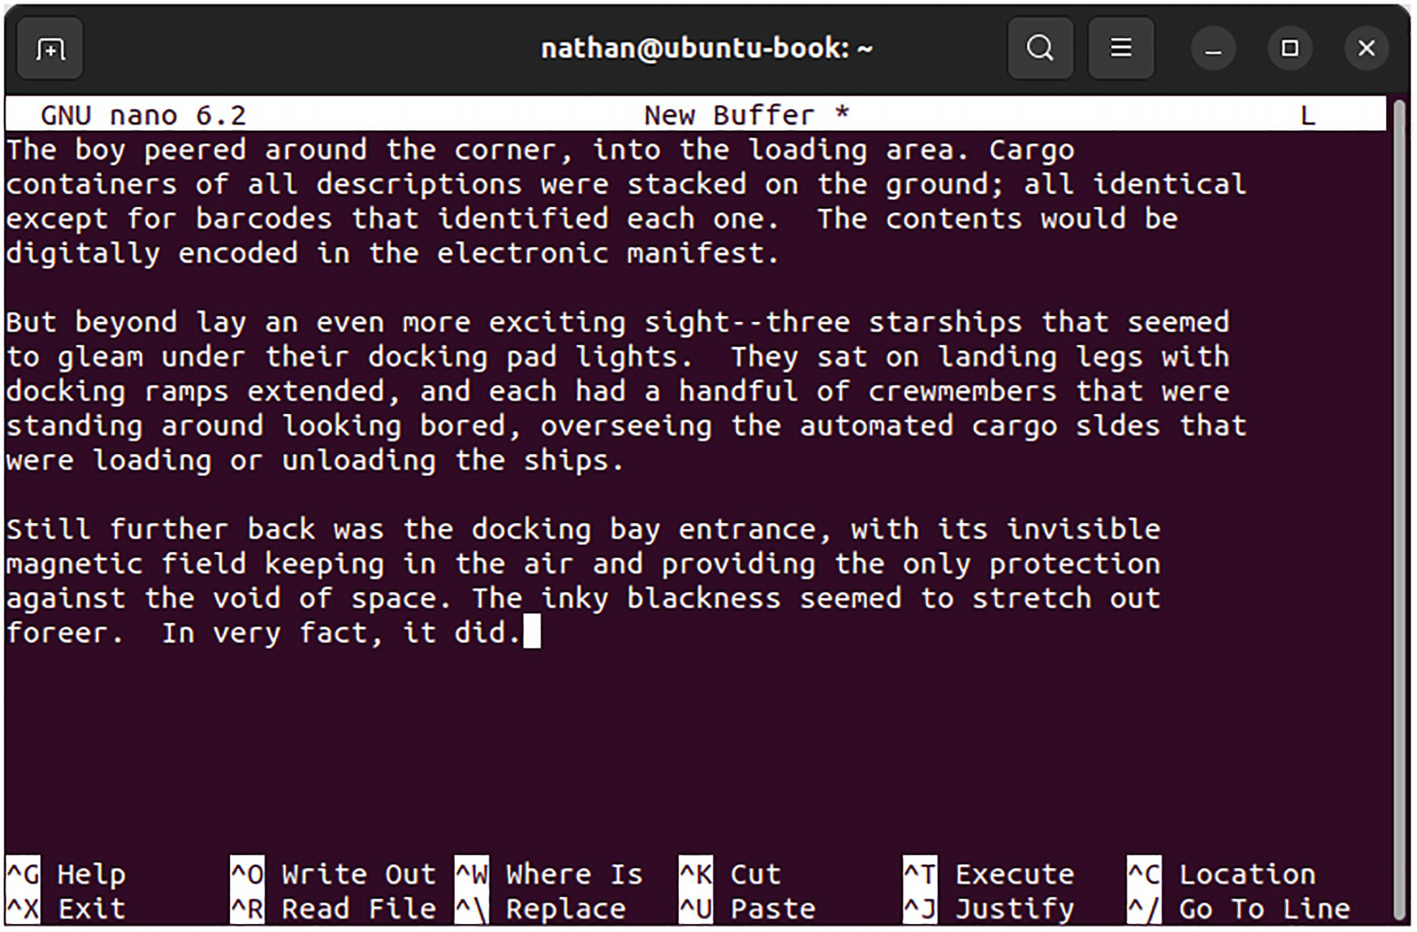 nathan@ubuntu-book: ~
GNU nano 6.2 New Buffer * L
The boy peered around the corner, into the loading area. Cargo
containers of all descriptions were stacked on the ground; all identical
except for barcodes that identified each one.  The contents would be
digitally encoded in the electronic manifest.
But beyond lay an even more exciting sight--three starships that seemed
to gleam under their docking pad lights.  They sat on landing legs with
docking ramps extended, and each had a handful of crewmembers that were
standing around looking bored, overseeing the automated cargo sldes that
were loading or unloading the ships.
Still further back was the docking bay entrance, with its invisible
magnetic field keeping in the air and providing the only protection
against the void of space. The inky blackness seemed to stretch out
foreer.  In very fact, it did.
^G Help ^O Write Out ^W Where Is ^K Cut ^T Execute ^C Location
^X Exit ^R Read File ^\ Replace ^U Paste ^J Justify ^/ Go To Line